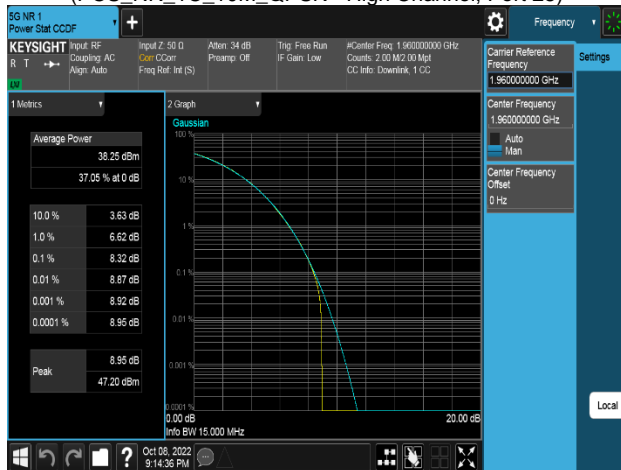 5G NR 1
Power Stat CCDF
Frequency
KEYSIGHT
R T
Input: RF
Coupling: AC
Align: Auto
Input Z: 50 Ω
Corr CCorr
Freq Ref: Int (S)
Atten: 34 dB
Preamp: Off
Trig: Free Run
IF Gain: Low
#Center Freq: 1.960000000 GHz
Counts: 2.00 M/2.00 Mpt
CC Info: Downlink, 1 CC
Carrier Reference
Frequency
1.960000000 GHz
Settings
1 Metrics
2 Graph
Center Frequency
1.960000000 GHz
Auto
Man
Center Frequency
Offset
0 Hz
Average Power
38.25 dBm
37.05 % at 0 dB
10.0 % 3.63 dB
1.0 % 6.62 dB
0.1 % 8.32 dB
0.01 % 8.87 dB
0.001 % 8.92 dB
0.0001 % 8.95 dB
Peak
8.95 dB
47.20 dBm
Gaussian
100 %
10 %
1 %
0.1 %
0.01 %
0.001 %
0.0001 %
0.00 dB
20.00 dB
Info BW 15.000 MHz
Local
?
Oct 08, 2022
9:14:36 PM